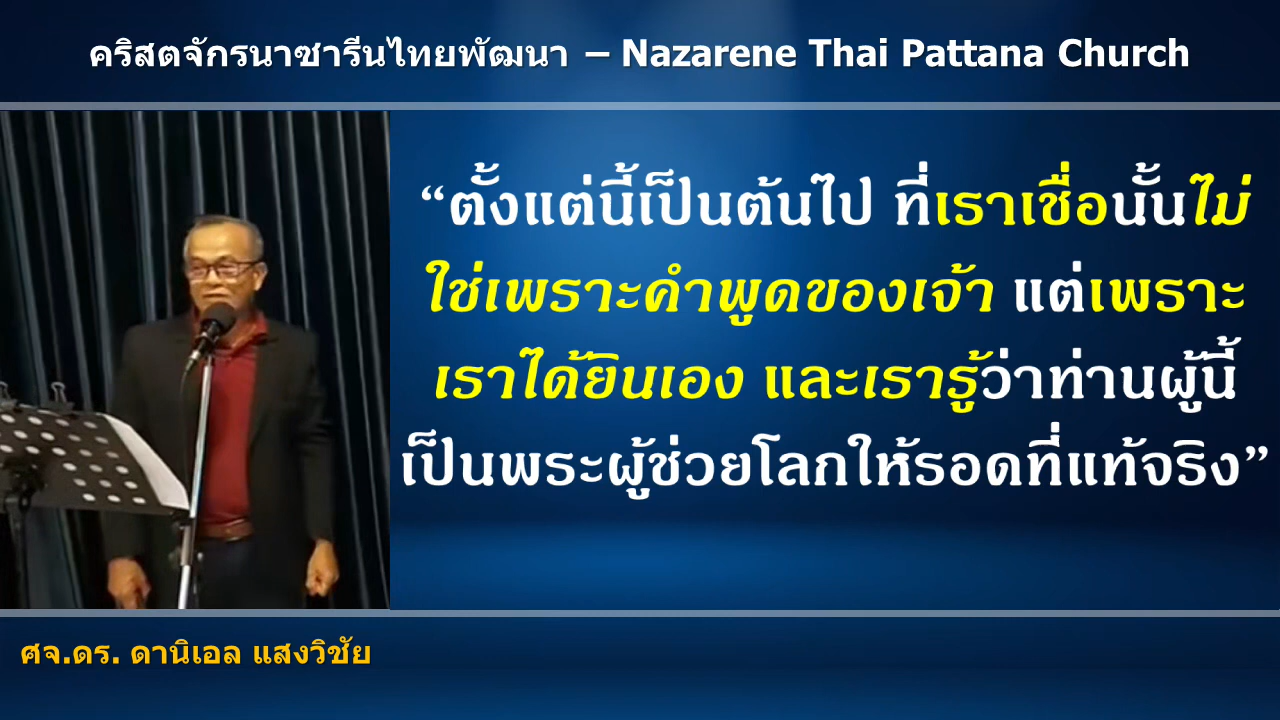 คริสตจักรนาซารีนไทยพัฒนา – Nazarene Thai Pattana Church
“ตั้งแต่นี้เป็นต้นไป ที่เราเชื่อนั้นไม่
ใช่เพราะคำพูดของเจ้า แต่เพราะ
เราได้ยินเอง และเรารู้ว่าท่านผู้นี้
เป็นพระผู้ช่วยโลกให้รอดที่แท้จริง”
ศจ.ดร. ดานิเอล แสงวิชัย